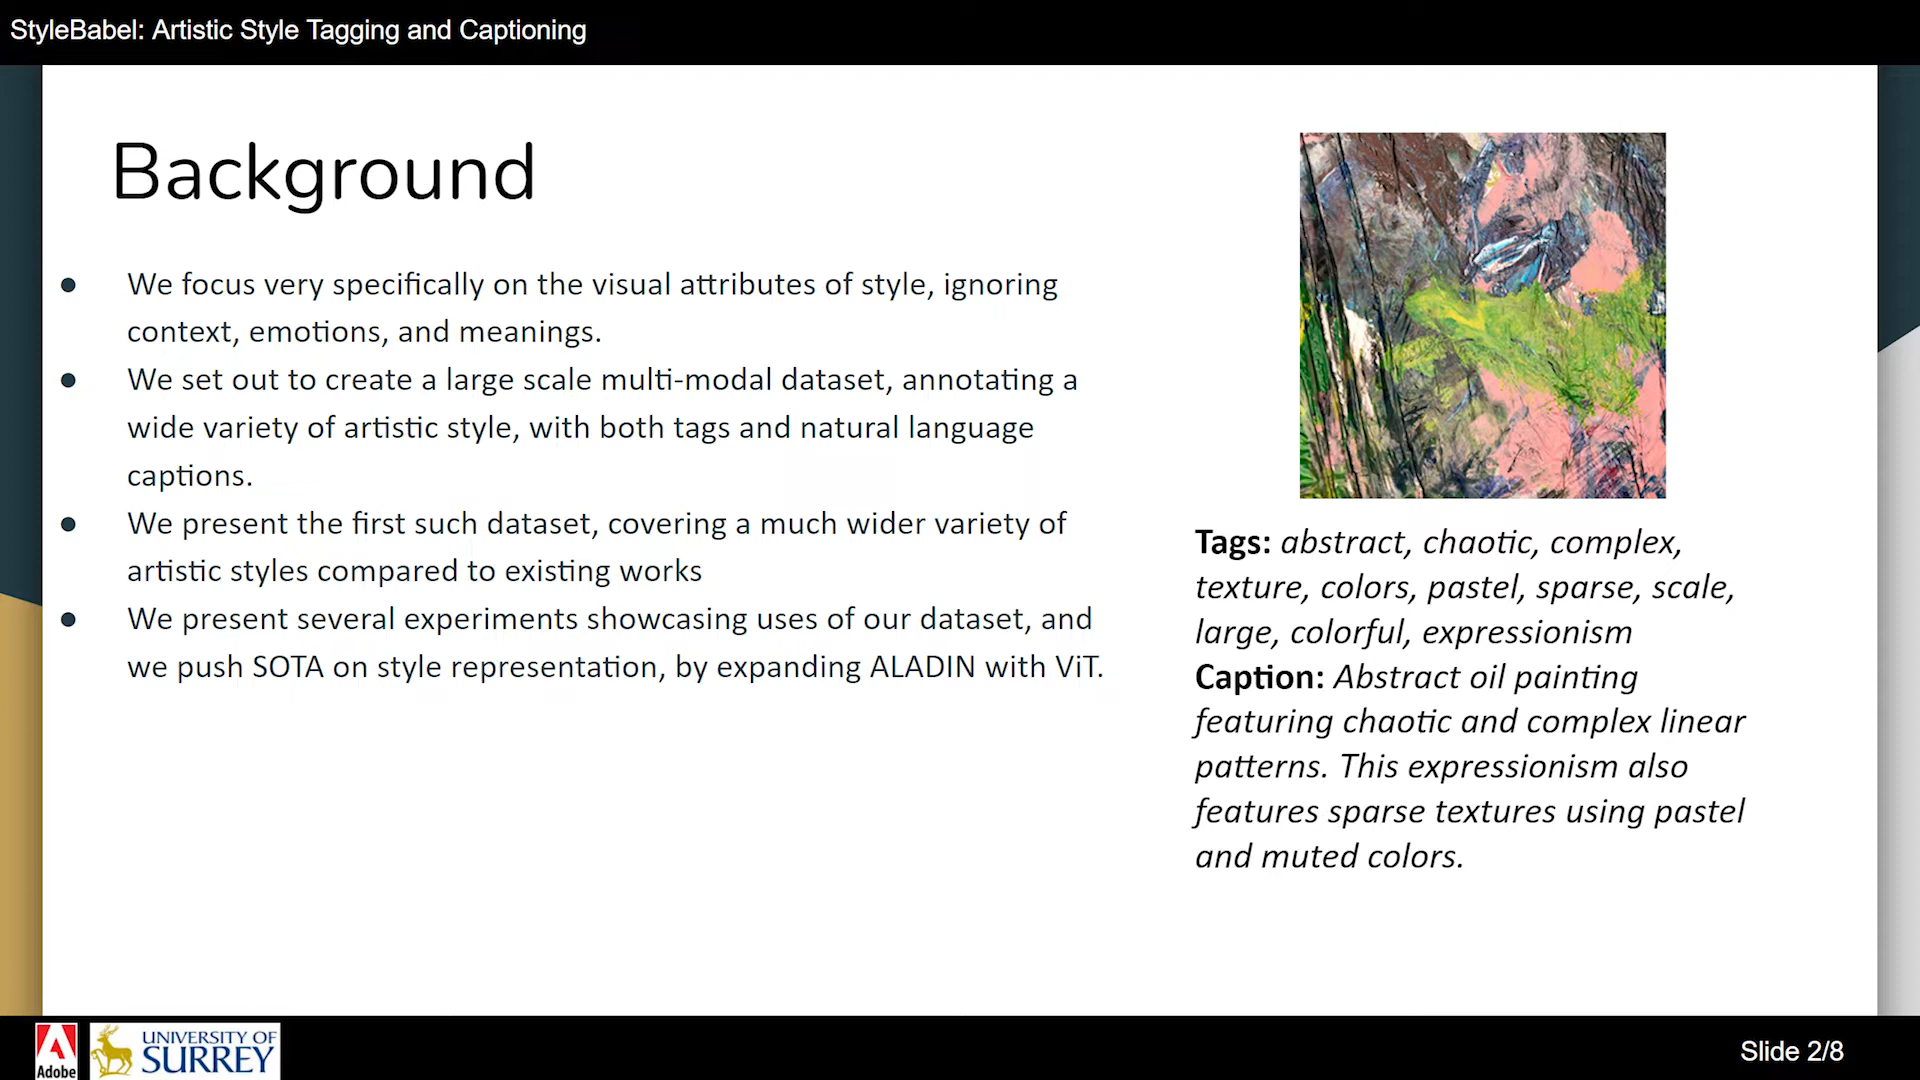 StyleBabel: Artistic Style Tagging and Captioning
Background
● We focus very specifically on the visual attributes of style, ignoring
context, emotions, and meanings.
● We set out to create a large scale multi-modal dataset, annotating a
wide variety of artistic style, with both tags and natural language
captions.
● We present the first such dataset, covering a much wider variety of
artistic styles compared to existing works
● We present several experiments showcasing uses of our dataset, and
we push SOTA on style representation, by expanding ALADIN with ViT.
Tags: abstract, chaotic, complex,
texture, colors, pastel, sparse, scale,
large, colorful, expressionism
Caption: Abstract oil painting
featuring chaotic and complex linear
patterns. This expressionism also
features sparse textures using pastel
and muted colors.
Adobe
UNIVERSITY OF
SURREY
Slide 2/8